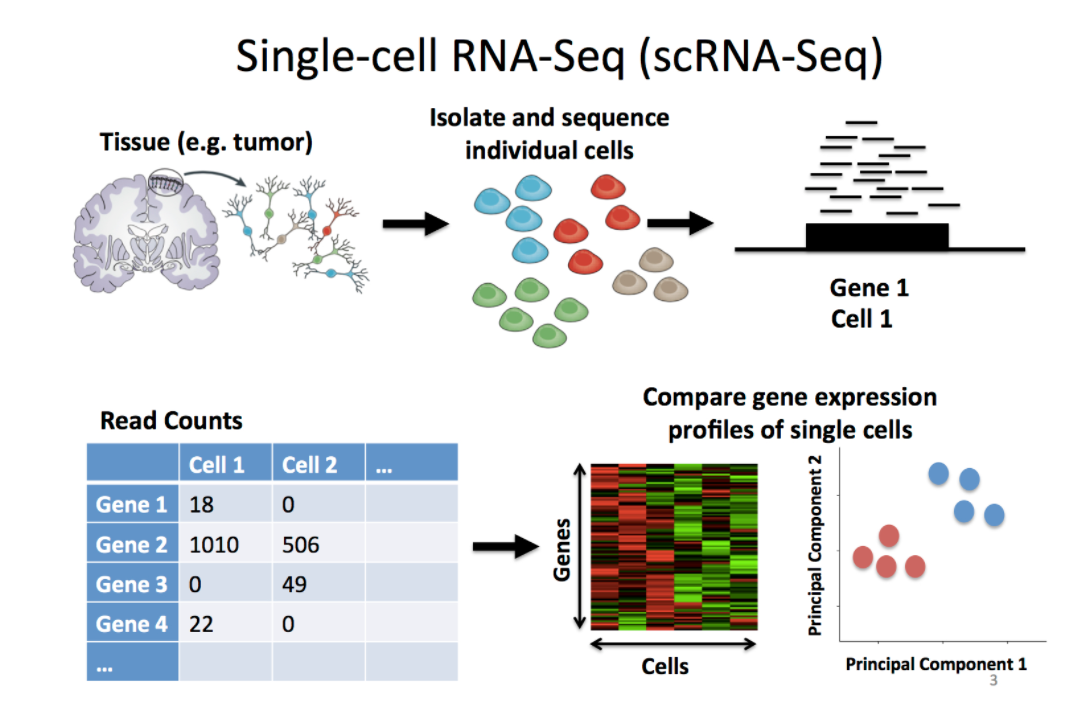 Single-cell RNA-Seq (scRNA-Seq)
Tissue (e.g. tumor)
Isolate and sequence
individual cells
Gene 1
Cell 1
Read Counts
Cell 1 Cell 2 ...
Gene 1 18 0
Gene 2 1010 506
Gene 3 0 49
Gene 4 22 0
...
Compare gene expression
profiles of single cells
Genes
Cells
Principal Component 2
Principal Component 1
3